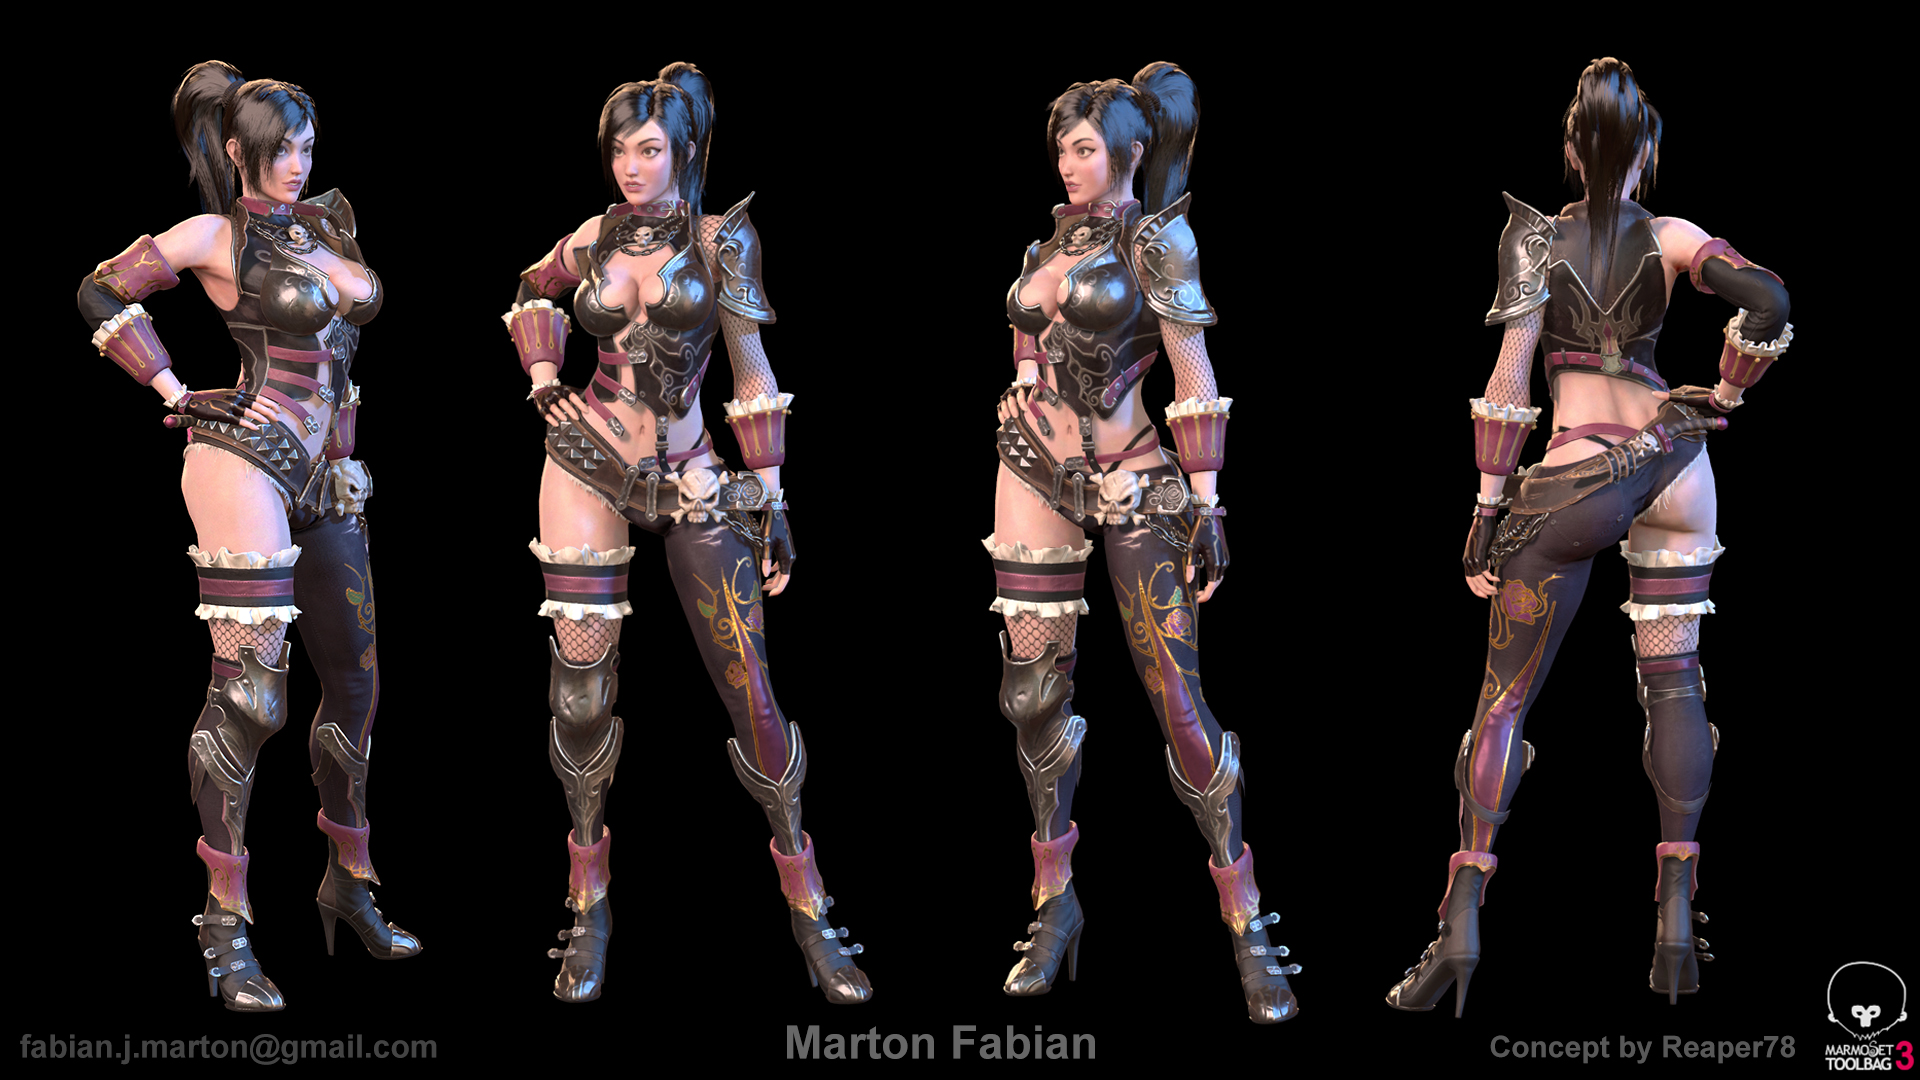 fabian.j.marton@gmail.com
Marton Fabian
Concept by Reaper78
MARMOSET
TOOLBAG 3